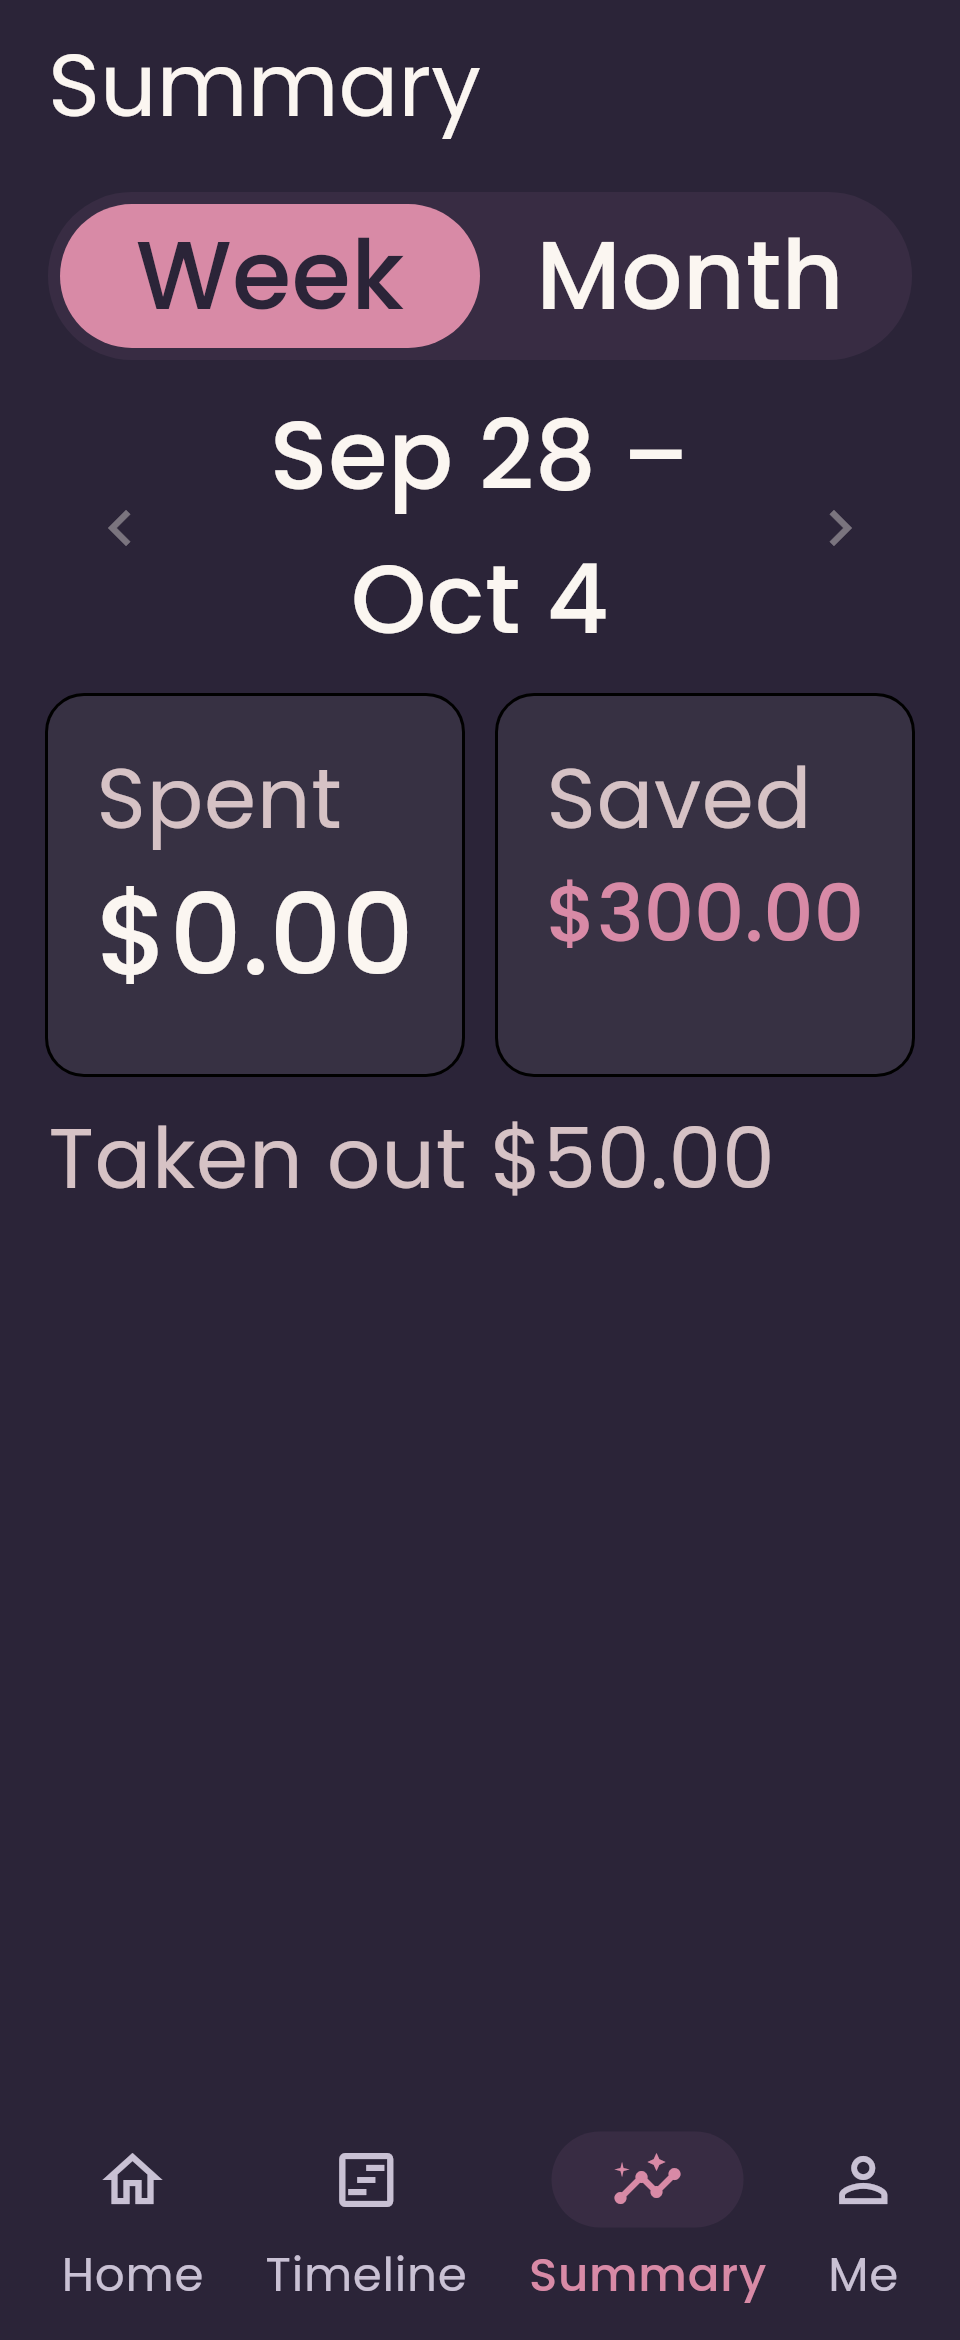 Summary
Week
Month
Sep 28 –
Oct 4
Spent
$0.00
Saved
$300.00
Taken out $50.00
Home
Timeline
Summary
Me